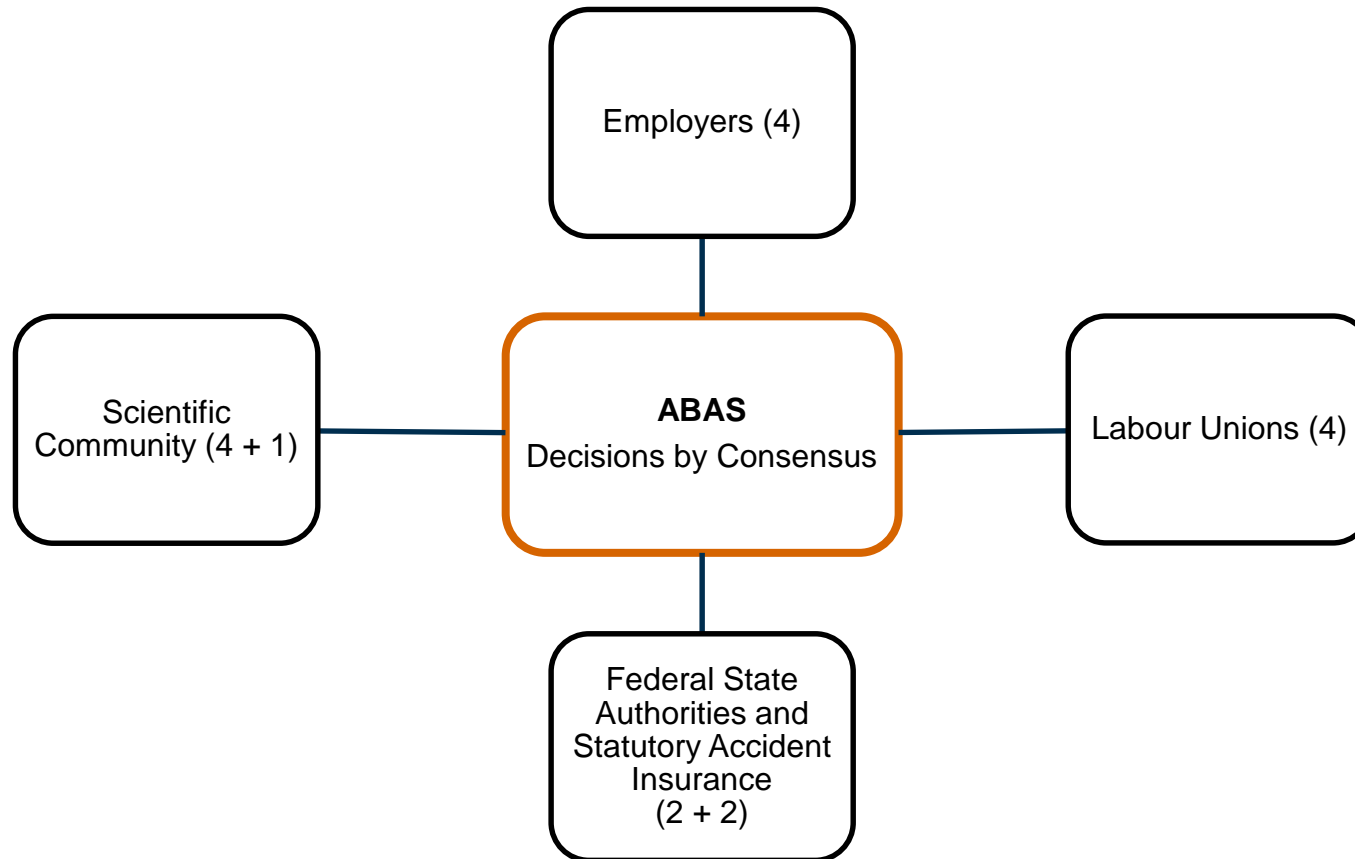 Employers (4)
Scientific
Community (4 + 1)
ABAS
Decisions by Consensus
Labour Unions (4)
Federal State
Authorities and
Statutory Accident
Insurance
(2 + 2)